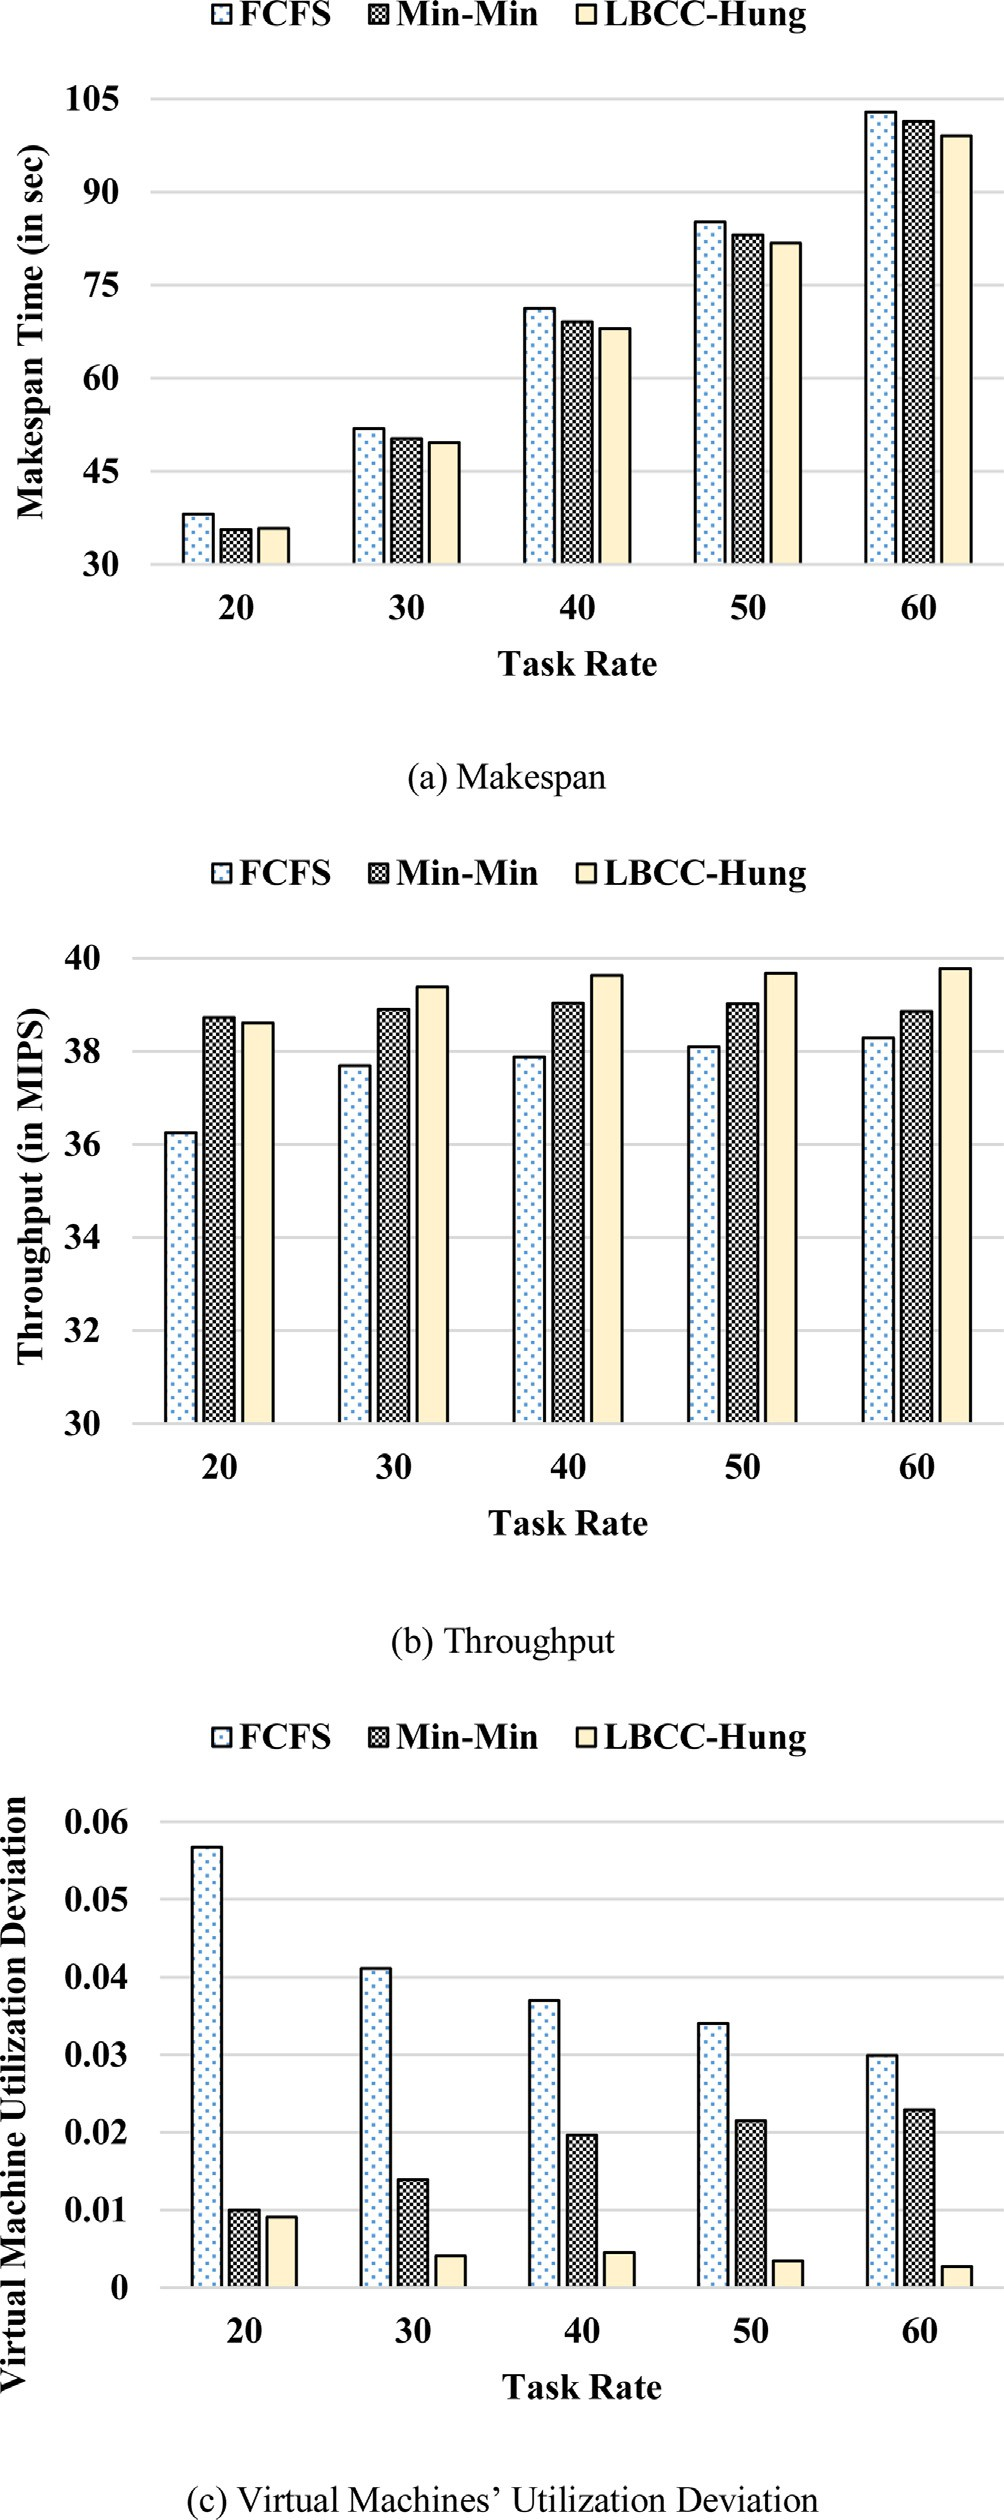 FCFS Min-Min LBCC-Hung
Makespan Time (in sec)
105
90
75
60
45
30
20 30 40 50 60
Task Rate
(a) Makespan
FCFS Min-Min LBCC-Hung
Throughput (in MIPS)
40
38
36
34
32
30
20 30 40 50 60
Task Rate
(b) Throughput
FCFS Min-Min LBCC-Hung
Virtual Machine Utilization Deviation
0.06
0.05
0.04
0.03
0.02
0.01
0
20 30 40 50 60
Task Rate
(c) Virtual Machines’ Utilization Deviation